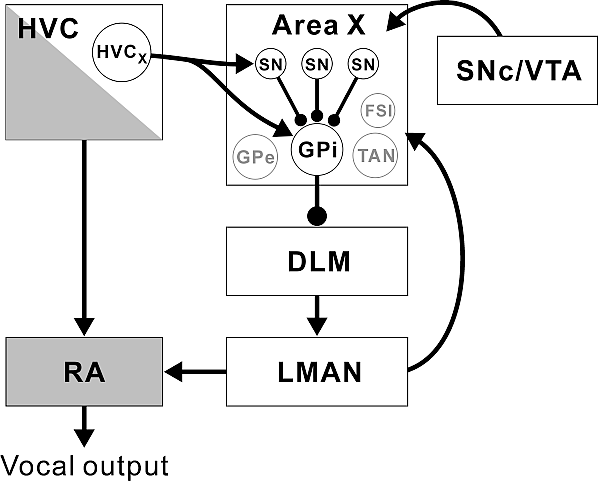 HVC
HVCX
Area X
SN SN SN
SNc/VTA
FSI
GPe
GPi
TAN
DLM
RA
LMAN
Vocal output